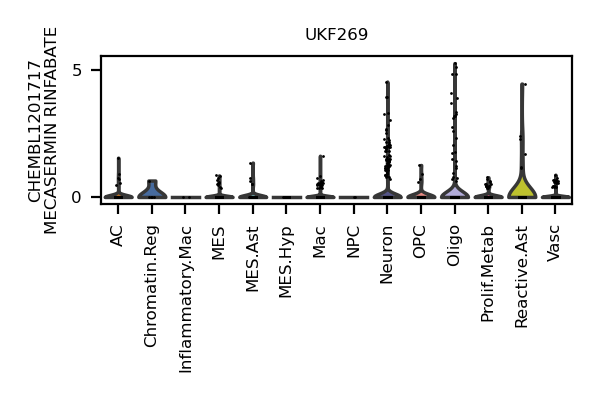 UKF269
CHEMBL1201717
MECASERMIN RINFABATE
5
0
AC
Chromatin.Reg
Inflammatory.Mac
MES
MES.Ast
MES.Hyp
Mac
NPC
Neuron
OPC
Oligo
Prolif.Metab
Reactive.Ast
Vasc